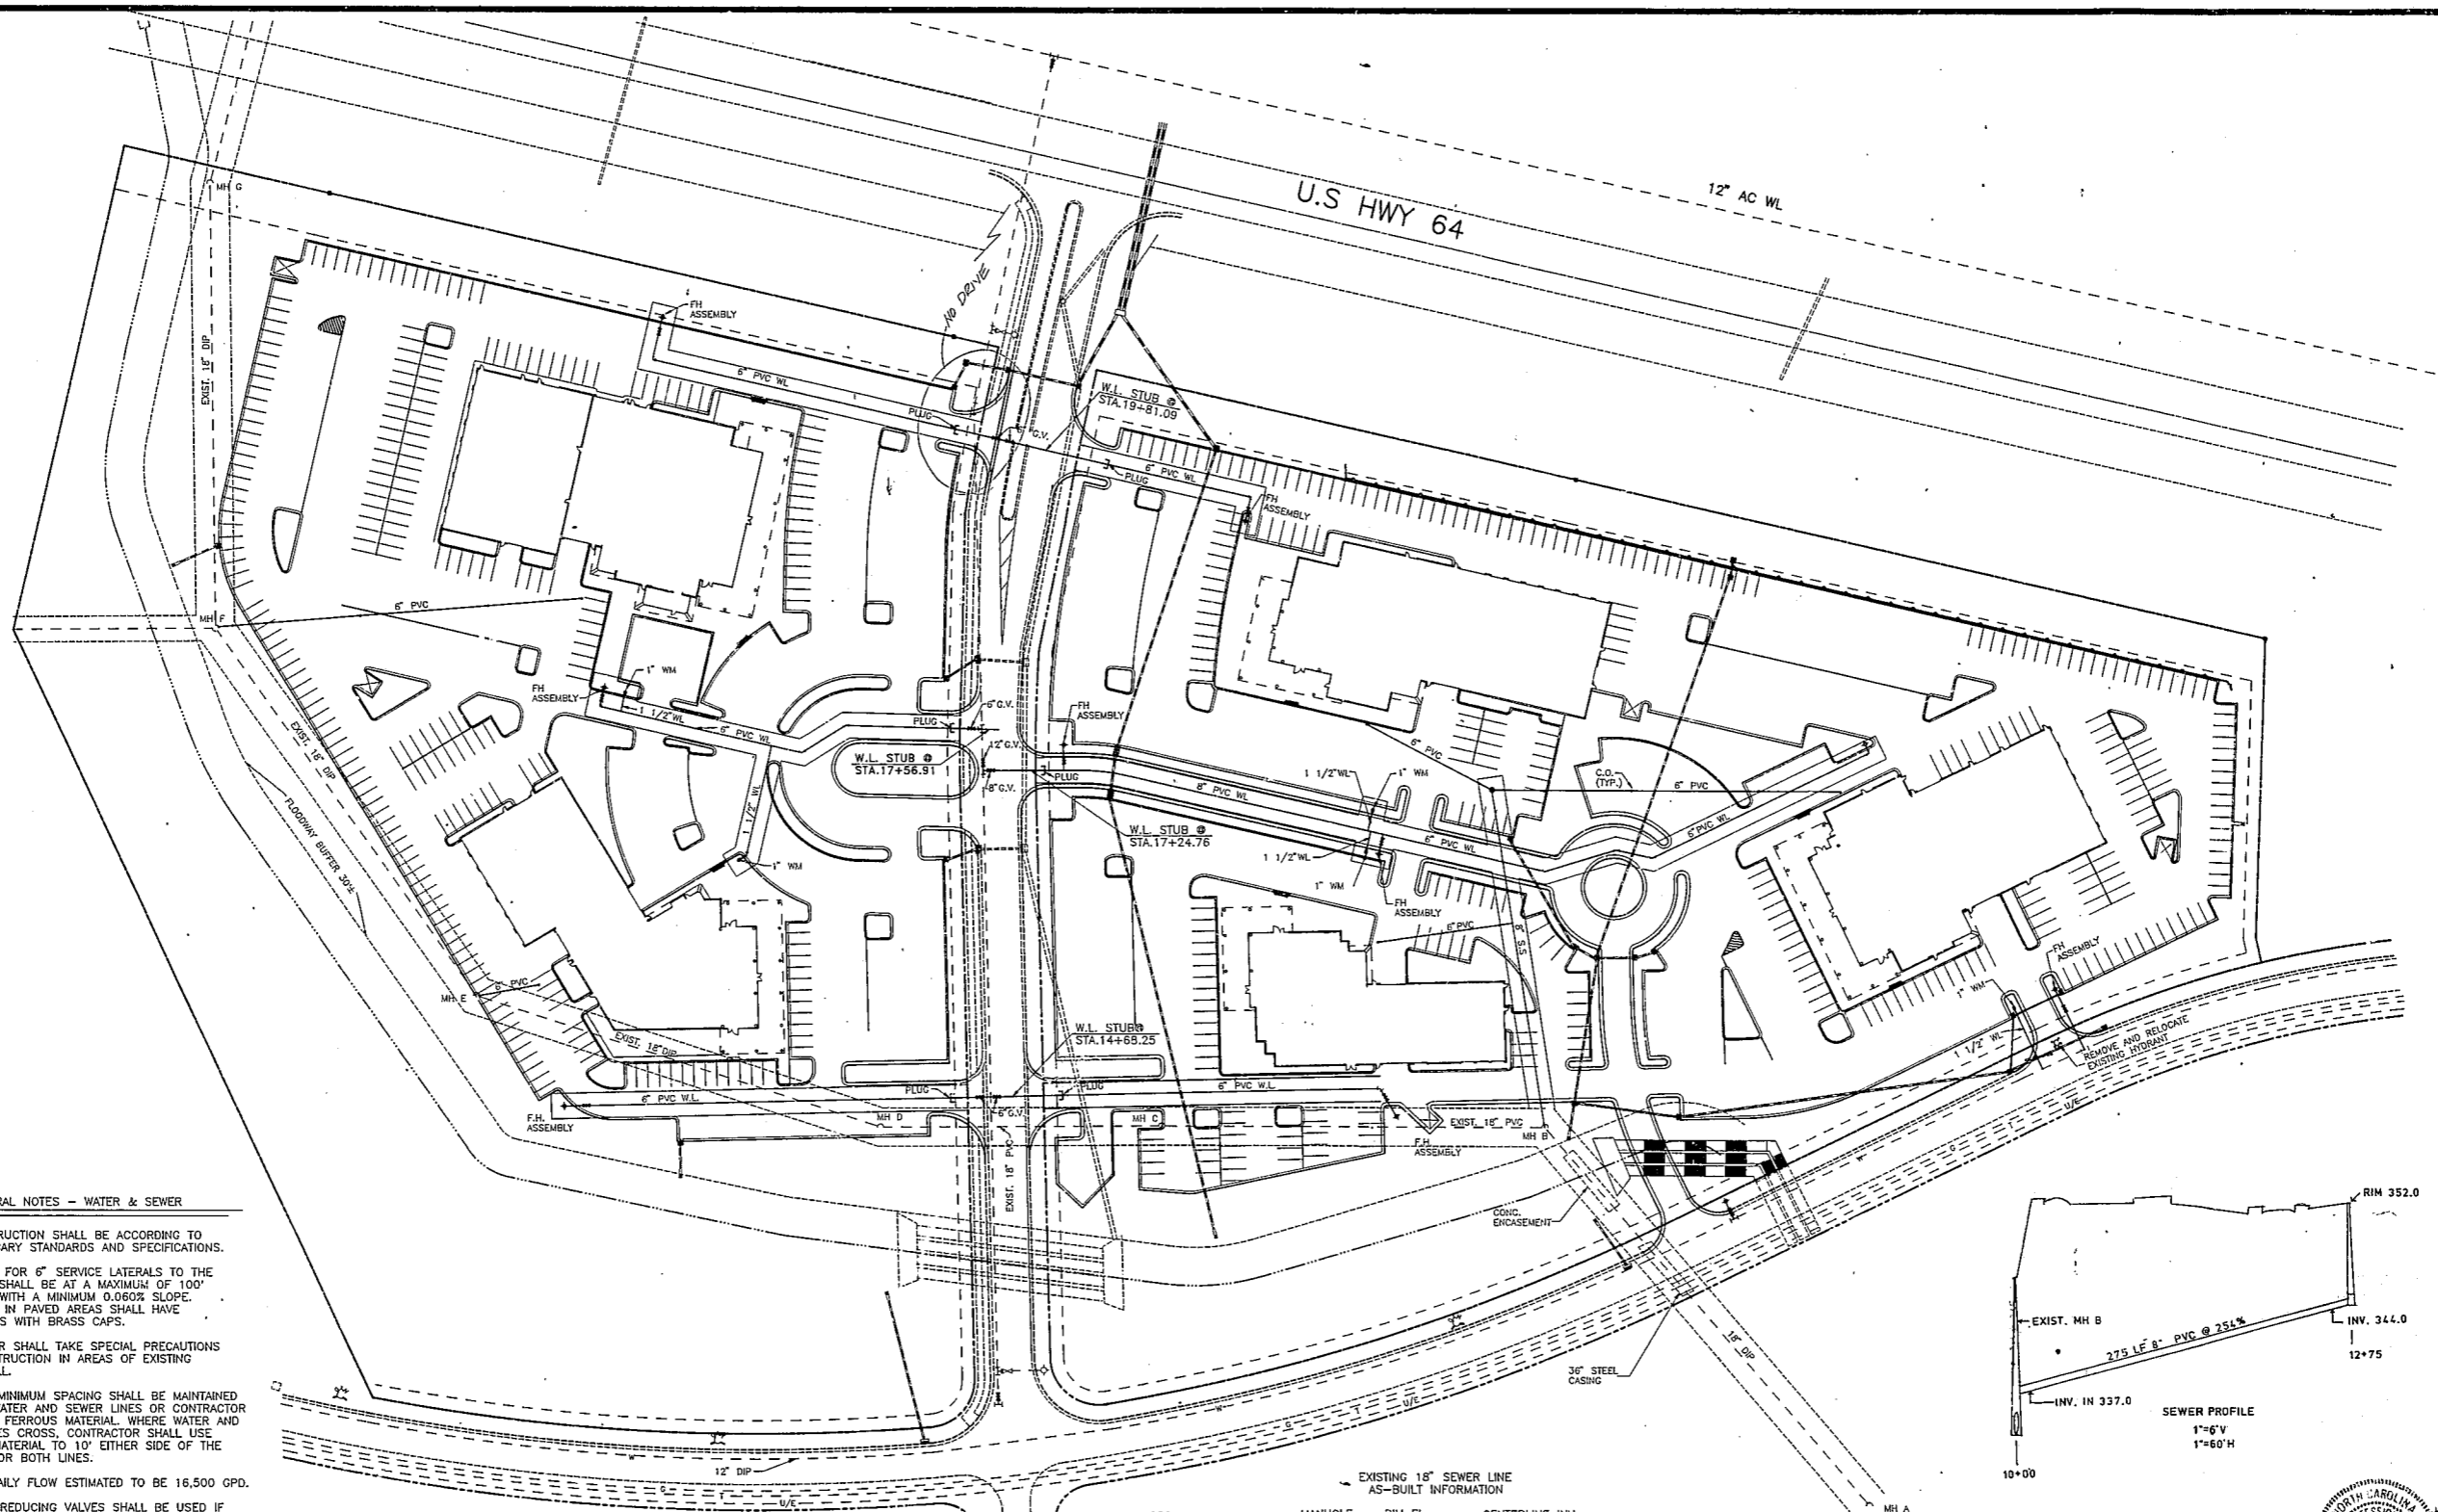 U.S HWY 64
12" AC WL
MH G
EXIST. 18" DIP
NO DRIVE
FH
ASSEMBLY
6" PVC WL
PLUG
6" G.V.
W.L. STUB @
STA.19+81.09
6" PVC WL
PLUG
FH
ASSEMBLY
MH F
6" PVC
FH
ASSEMBLY
1" WM
1 1/2"WL
6" PVC WL
PLUG
6" G.V.
12" G.V.
8" G.V.
FH
ASSEMBLY
PLUG
W.L. STUB @
STA.17+56.91
W.L. STUB @
STA.17+24.76
8" PVC WL
1 1/2"WL
1" WM
6" PVC
C.O.
(TYP.)
6" PVC
6"PVC WL
6" PVC WL
1 1/2"WL
1" WM
FH
ASSEMBLY
6"PVC
8" S.S
1 1/2" WL
1" WM
EXIST. 18" DIP
FLOODWAY BUFFER 30'±
MH E
6" PVC
EXIST. 18"DIP
FH
ASSEMBLY
1" WM
1 1/2" WL
REMOVE AND RELOCATE
EXISTING HYDRANT
W.L. STUB@
STA.14+68.25
PLUG
6" G.V.
PLUG
6" PVC W.L.
6" PVC W.L.
F.H.
ASSEMBLY
MH D
MH C
EXIST. 18" PVC
EXIST. 18" PVC
MH B
F.H.
ASSEMBLY
CONC.
ENCASEMENT
36" STEEL
CASING
18" DIP
MH A
12" DIP
W
G
T
U/E
W
G
T
U/E
W
G
T
U/E
RAL NOTES – WATER & SEWER
RUCTION SHALL BE ACCORDING TO
CARY STANDARDS AND SPECIFICATIONS.
FOR 6" SERVICE LATERALS TO THE
SHALL BE AT A MAXIMUM OF 100'
WITH A MINIMUM 0.060% SLOPE.
IN PAVED AREAS SHALL HAVE
S WITH BRASS CAPS.
R SHALL TAKE SPECIAL PRECAUTIONS
TRUCTION IN AREAS OF EXISTING
LL.
MINIMUM SPACING SHALL BE MAINTAINED
ATER AND SEWER LINES OR CONTRACTOR
FERROUS MATERIAL. WHERE WATER AND
ES CROSS, CONTRACTOR SHALL USE
MATERIAL TO 10' EITHER SIDE OF THE
OR BOTH LINES.
AILY FLOW ESTIMATED TO BE 16,500 GPD.
REDUCING VALVES SHALL BE USED IF
EXISTING 18" SEWER LINE
AS-BUILT INFORMATION
RIM 352.0
EXIST. MH B
275 LF 8" PVC @ 254%
INV. 344.0
12+75
INV. IN 337.0
SEWER PROFILE
1"=6'V
1"=60'H
10+00
NORTH CAROLINA